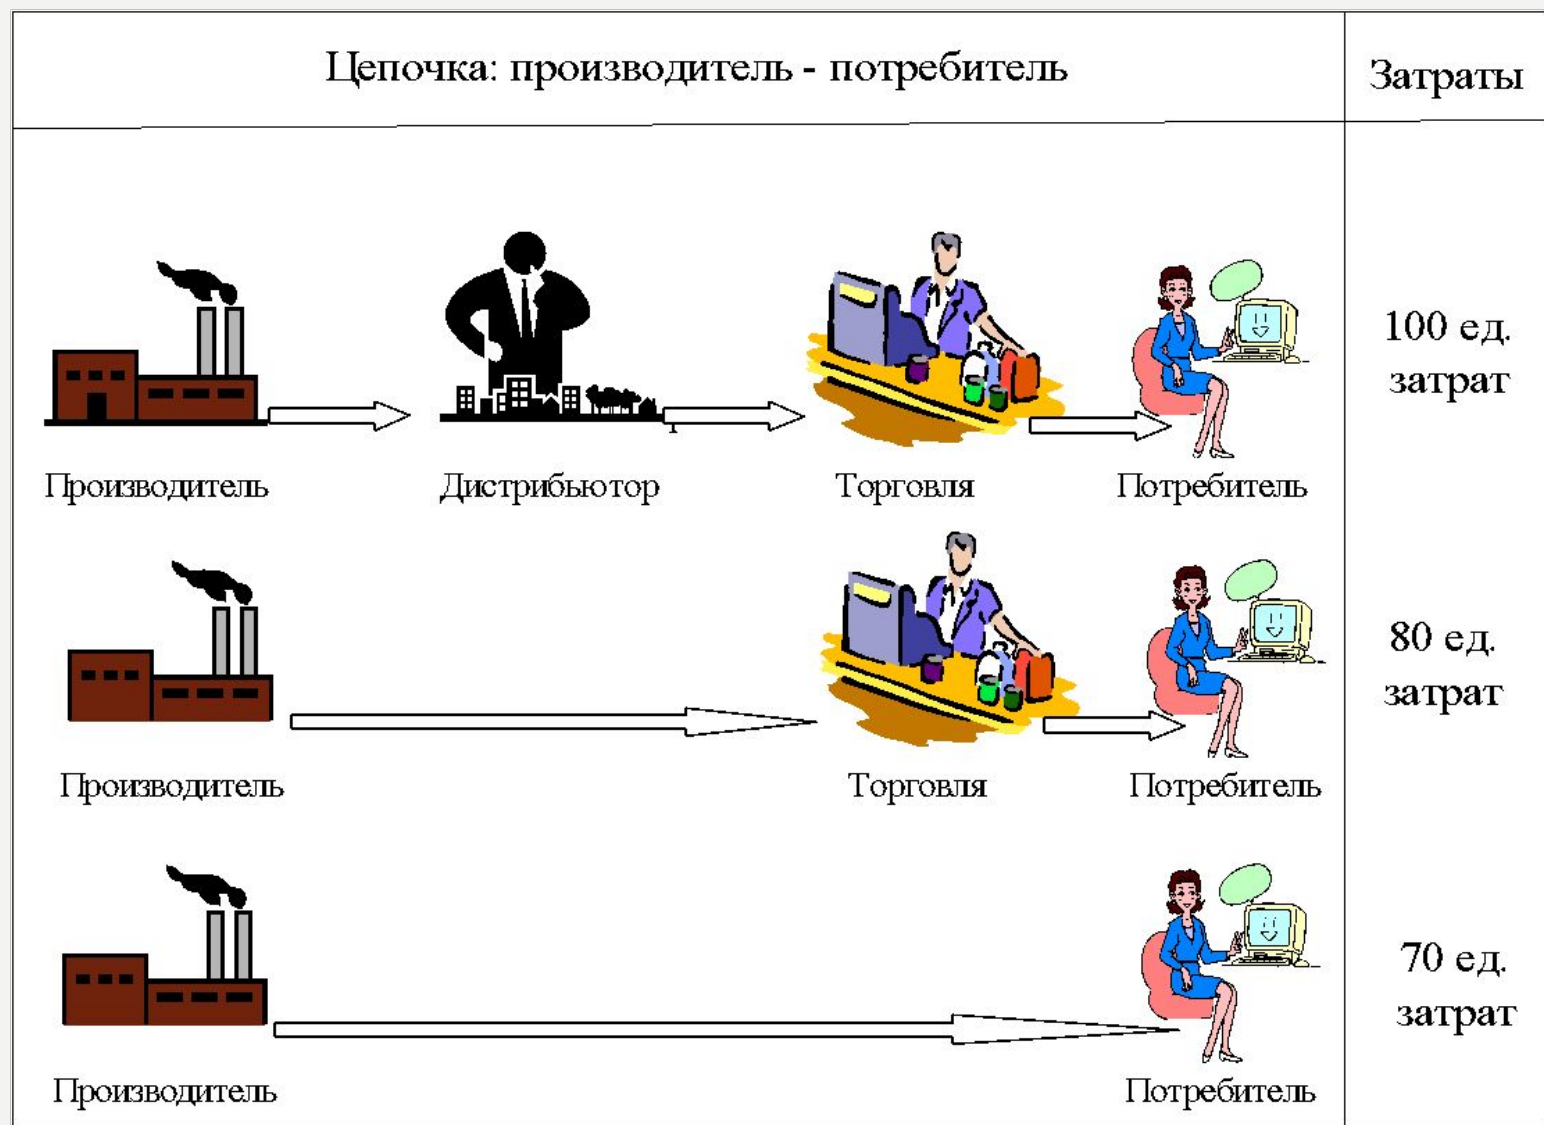 Цепочка: производитель - потребитель
Затраты
100 ед.
затрат
Производитель
Дистрибьютор
Торговля
Потребитель
80 ед.
затрат
Производитель
Торговля
Потребитель
70 ед.
затрат
Производитель
Потребитель